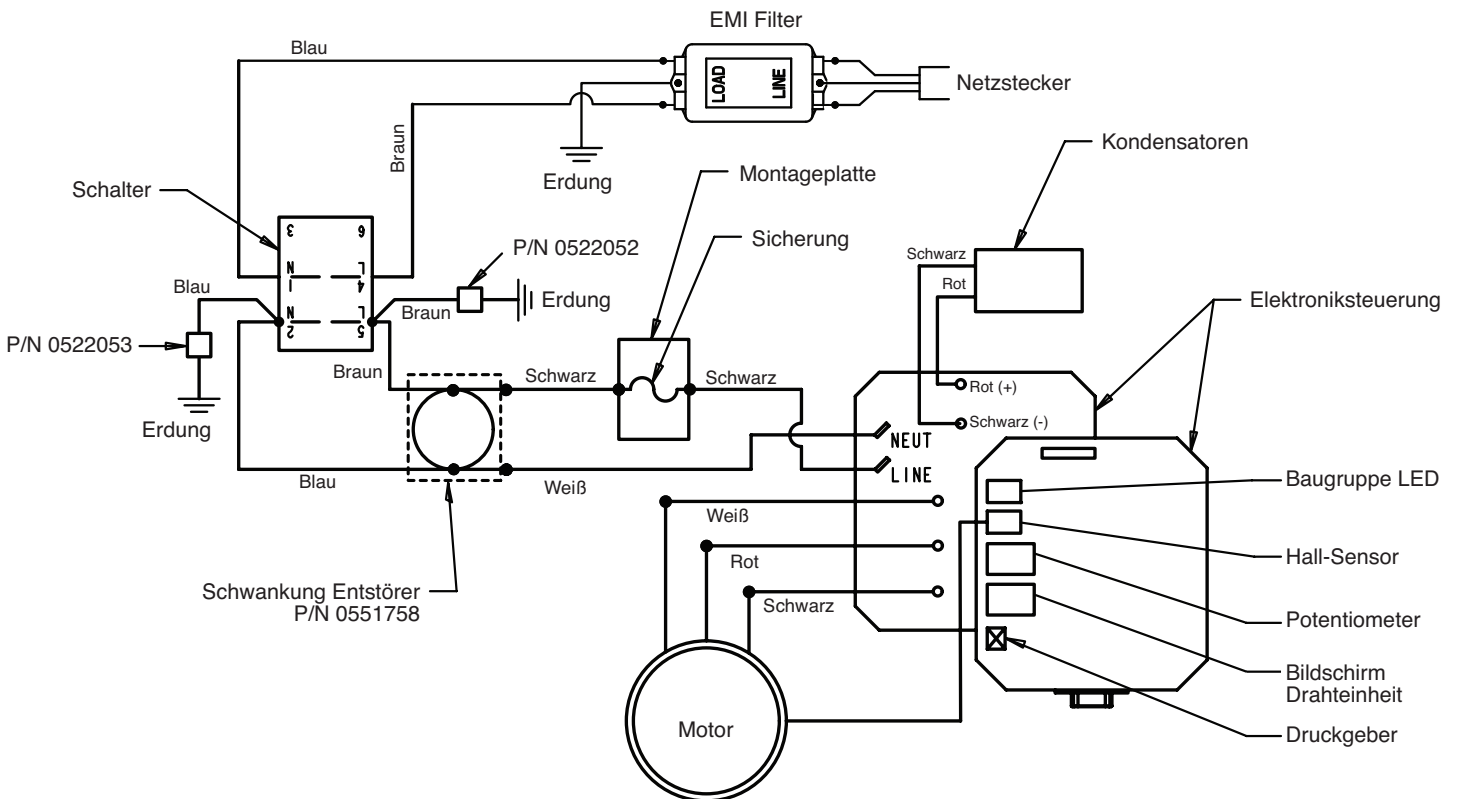 EMI Filter
Blau
LOAD
LINE
Netzstecker
Braun
Erdung
Kondensatoren
Montageplatte
Schalter
3
6
P/N 0522052
Sicherung
Schwarz
N
L
1
4
Rot
Blau
Braun
Erdung
Elektroniksteuerung
N
L
2
5
P/N 0522053
Braun
Schwarz
Schwarz
Rot (+)
Erdung
Schwarz (-)
NEUT
LINE
Blau
Weiß
Baugruppe LED
Weiß
Hall-Sensor
Rot
Schwankung Entstörer
P/N 0551758
Schwarz
Potentiometer
Bildschirm
Drahteinheit
Motor
Druckgeber